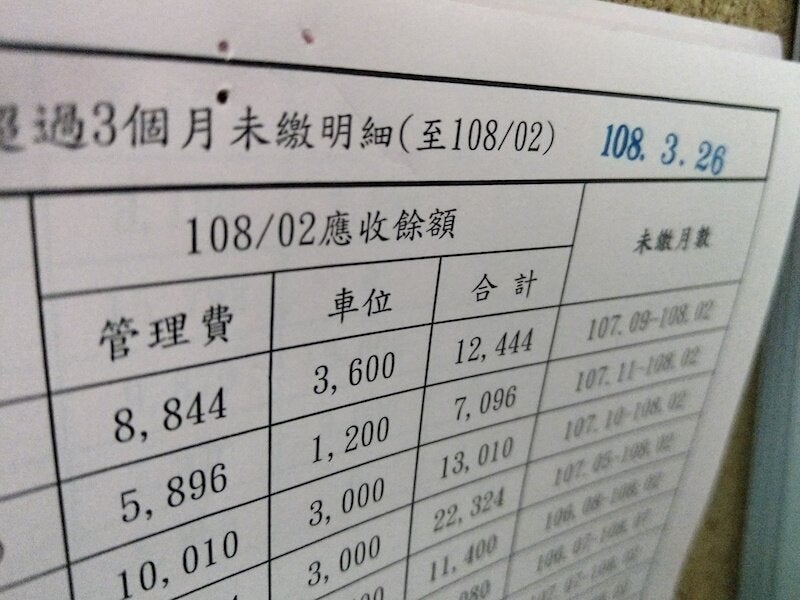 過3個月未繳明細(至108/02) 108. 3. 26
108/02應收餘額 未繳月數
管理費 車位 合計
8,844 3,600 12,444 107.09-108.02
5,896 1,200 7,096 107.11-108.02
10,010 3,000 13,010 107.10-108.02
3,000 22,324 107.05-108.02
11,400